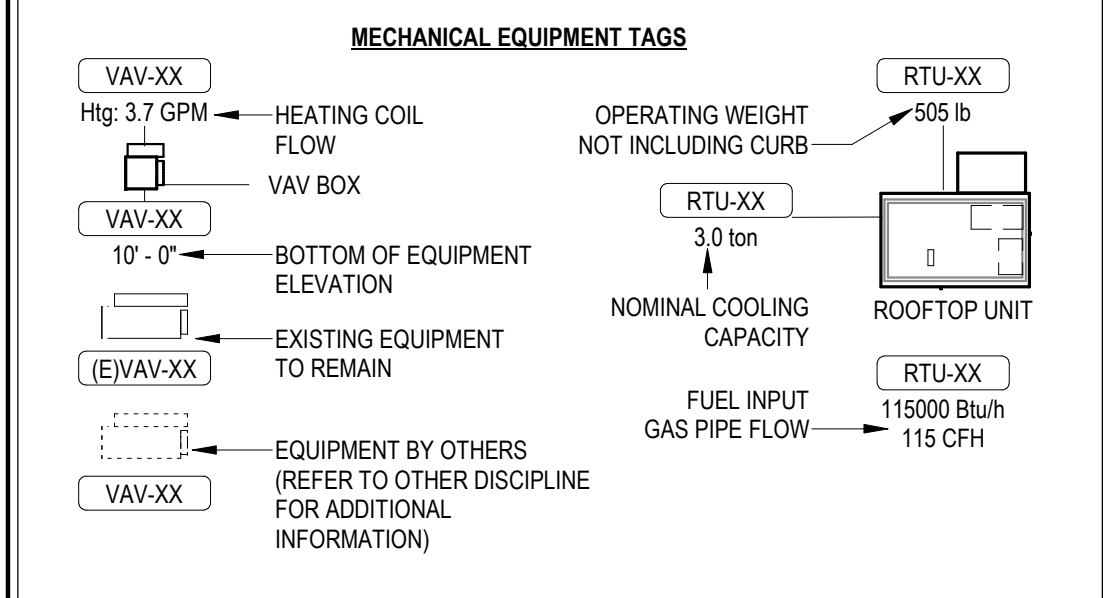 MECHANICAL EQUIPMENT TAGS
VAV-XX
Htg: 3.7 GPM
HEATING COIL
FLOW
VAV BOX
VAV-XX
10' - 0"
BOTTOM OF EQUIPMENT
ELEVATION
EXISTING EQUIPMENT
TO REMAIN
(E)VAV-XX
EQUIPMENT BY OTHERS
(REFER TO OTHER DISCIPLINE
FOR ADDITIONAL
INFORMATION)
VAV-XX
RTU-XX
505 lb
OPERATING WEIGHT
NOT INCLUDING CURB
RTU-XX
3.0 ton
NOMINAL COOLING
CAPACITY
ROOFTOP UNIT
RTU-XX
115000 Btu/h
115 CFH
FUEL INPUT
GAS PIPE FLOW